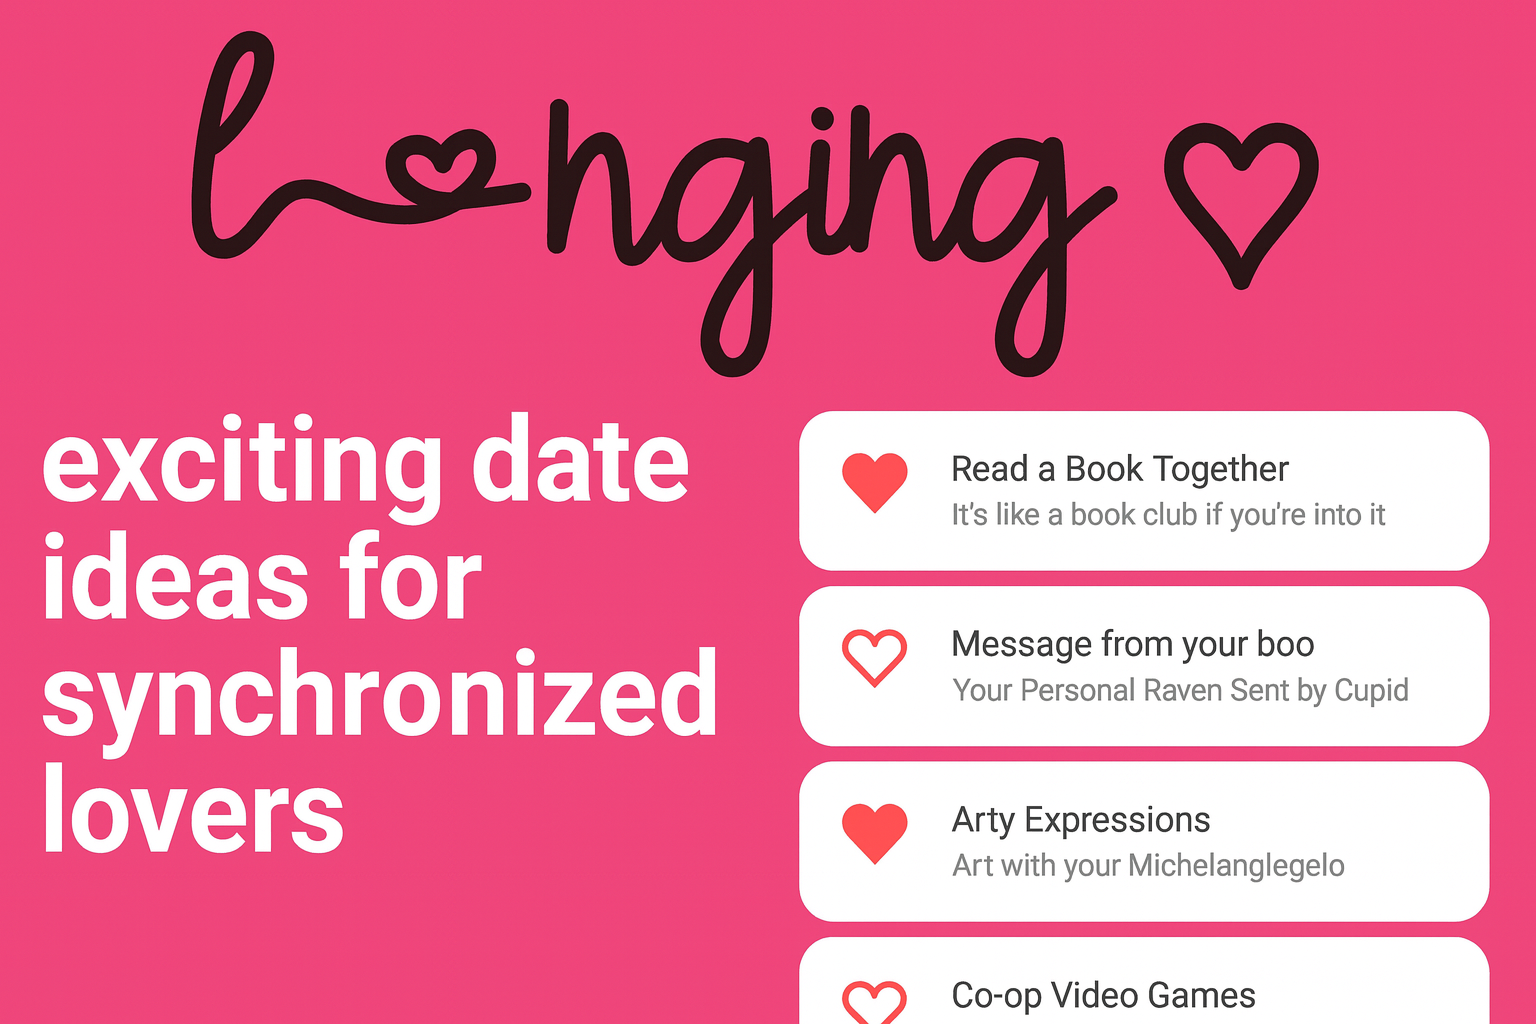 longing
exciting date
ideas for
synchronized
lovers
Read a Book Together
It's like a book club if you're into it
Message from your boo
Your Personal Raven Sent by Cupid
Arty Expressions
Art with your Michelanglegelo
Co-op Video Games